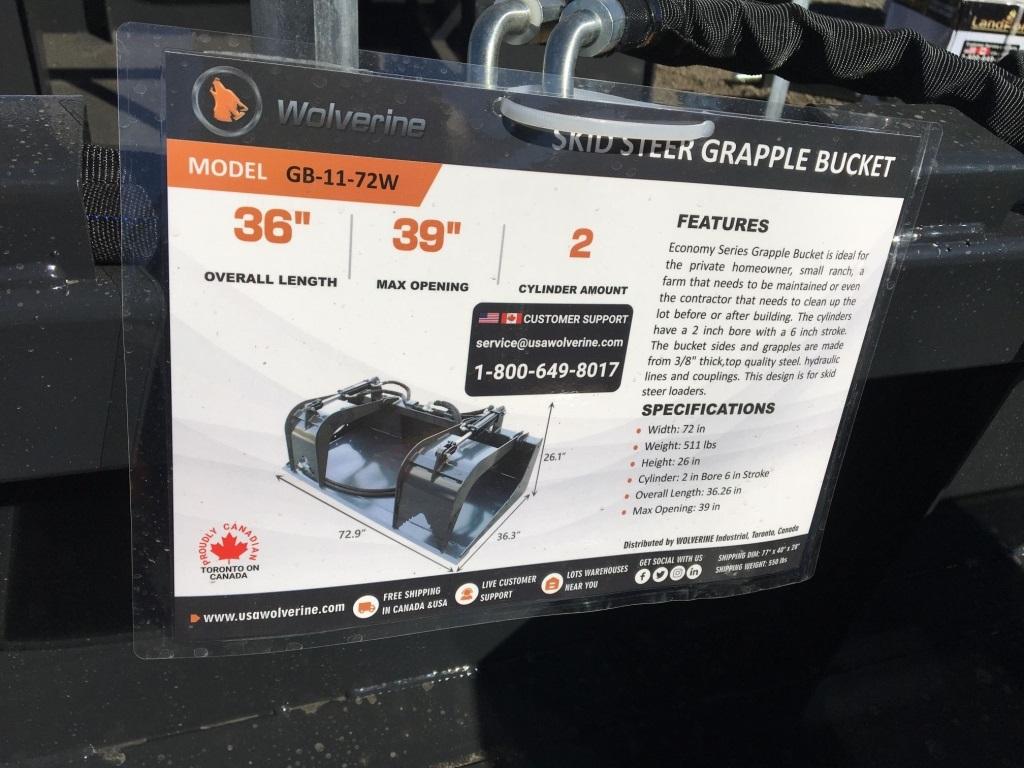 Wolverine
SKID STEER GRAPPLE BUCKET
MODEL GB-11-72W
36"
OVERALL LENGTH
39"
MAX OPENING
2
CYLINDER AMOUNT
CUSTOMER SUPPORT
service@usawolverine.com
1-800-649-8017
FEATURES
Economy Series Grapple Bucket is ideal for
the private homeowner, small ranch, a
farm that needs to be maintained or even
the contractor that needs to clean up the
lot before or after building. The cylinders
have a 2 inch bore with a 6 inch stroke.
The bucket sides and grapples are made
from 3/8" thick,top quality steel. hydraulic
lines and couplings. This design is for skid
steer loaders.
SPECIFICATIONS
• Width: 72 in
• Weight: 511 lbs
• Height: 26 in
• Cylinder: 2 in Bore 6 in Stroke
• Overall Length: 36.26 in
• Max Opening: 39 in
26.1"
72.9"
36.3"
PROUDLY CANADIAN
TORONTO ON
CANADA
Distributed by WOLVERINE Industrial, Toronto, Canada
www.usawolverine.com
FREE SHIPPING
IN CANADA &USA
LIVE CUSTOMER
SUPPORT
LOTS WAREHOUSES
NEAR YOU
GET SOCIAL WITH US
SHIPPING DIM: 77" x 40" x 28"
SHIPPING WEIGHT: 550 lbs